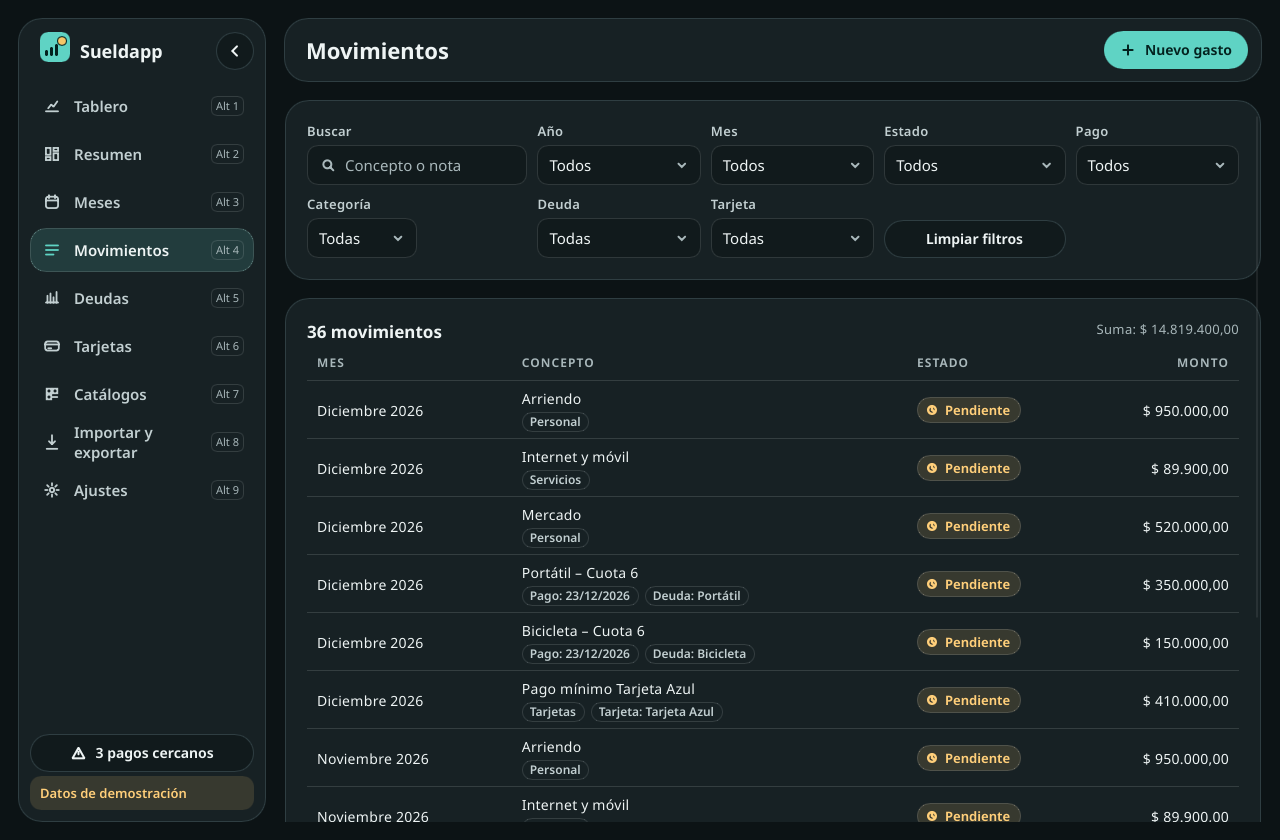 Sueldapp
Tablero Alt 1
Resumen Alt 2
Meses Alt 3
Movimientos Alt 4
Deudas Alt 5
Tarjetas Alt 6
Catálogos Alt 7
Importar y
exportar Alt 8
Ajustes Alt 9
3 pagos cercanos
Datos de demostración
Movimientos
Nuevo gasto
Buscar Año Mes Estado Pago
Concepto o nota Todos Todos Todos Todos
Categoría Deuda Tarjeta
Todas Todas Todas Limpiar filtros
36 movimientos Suma: $ 14.819.400,00
MES CONCEPTO ESTADO MONTO
Diciembre 2026 Arriendo Pendiente $ 950.000,00
Personal
Diciembre 2026 Internet y móvil Pendiente $ 89.900,00
Servicios
Diciembre 2026 Mercado Pendiente $ 520.000,00
Personal
Diciembre 2026 Portátil – Cuota 6 Pendiente $ 350.000,00
Pago: 23/12/2026 Deuda: Portátil
Diciembre 2026 Bicicleta – Cuota 6 Pendiente $ 150.000,00
Pago: 23/12/2026 Deuda: Bicicleta
Diciembre 2026 Pago mínimo Tarjeta Azul Pendiente $ 410.000,00
Tarjetas Tarjeta: Tarjeta Azul
Noviembre 2026 Arriendo Pendiente $ 950.000,00
Personal
Noviembre 2026 Internet y móvil Pendiente $ 89.900,00